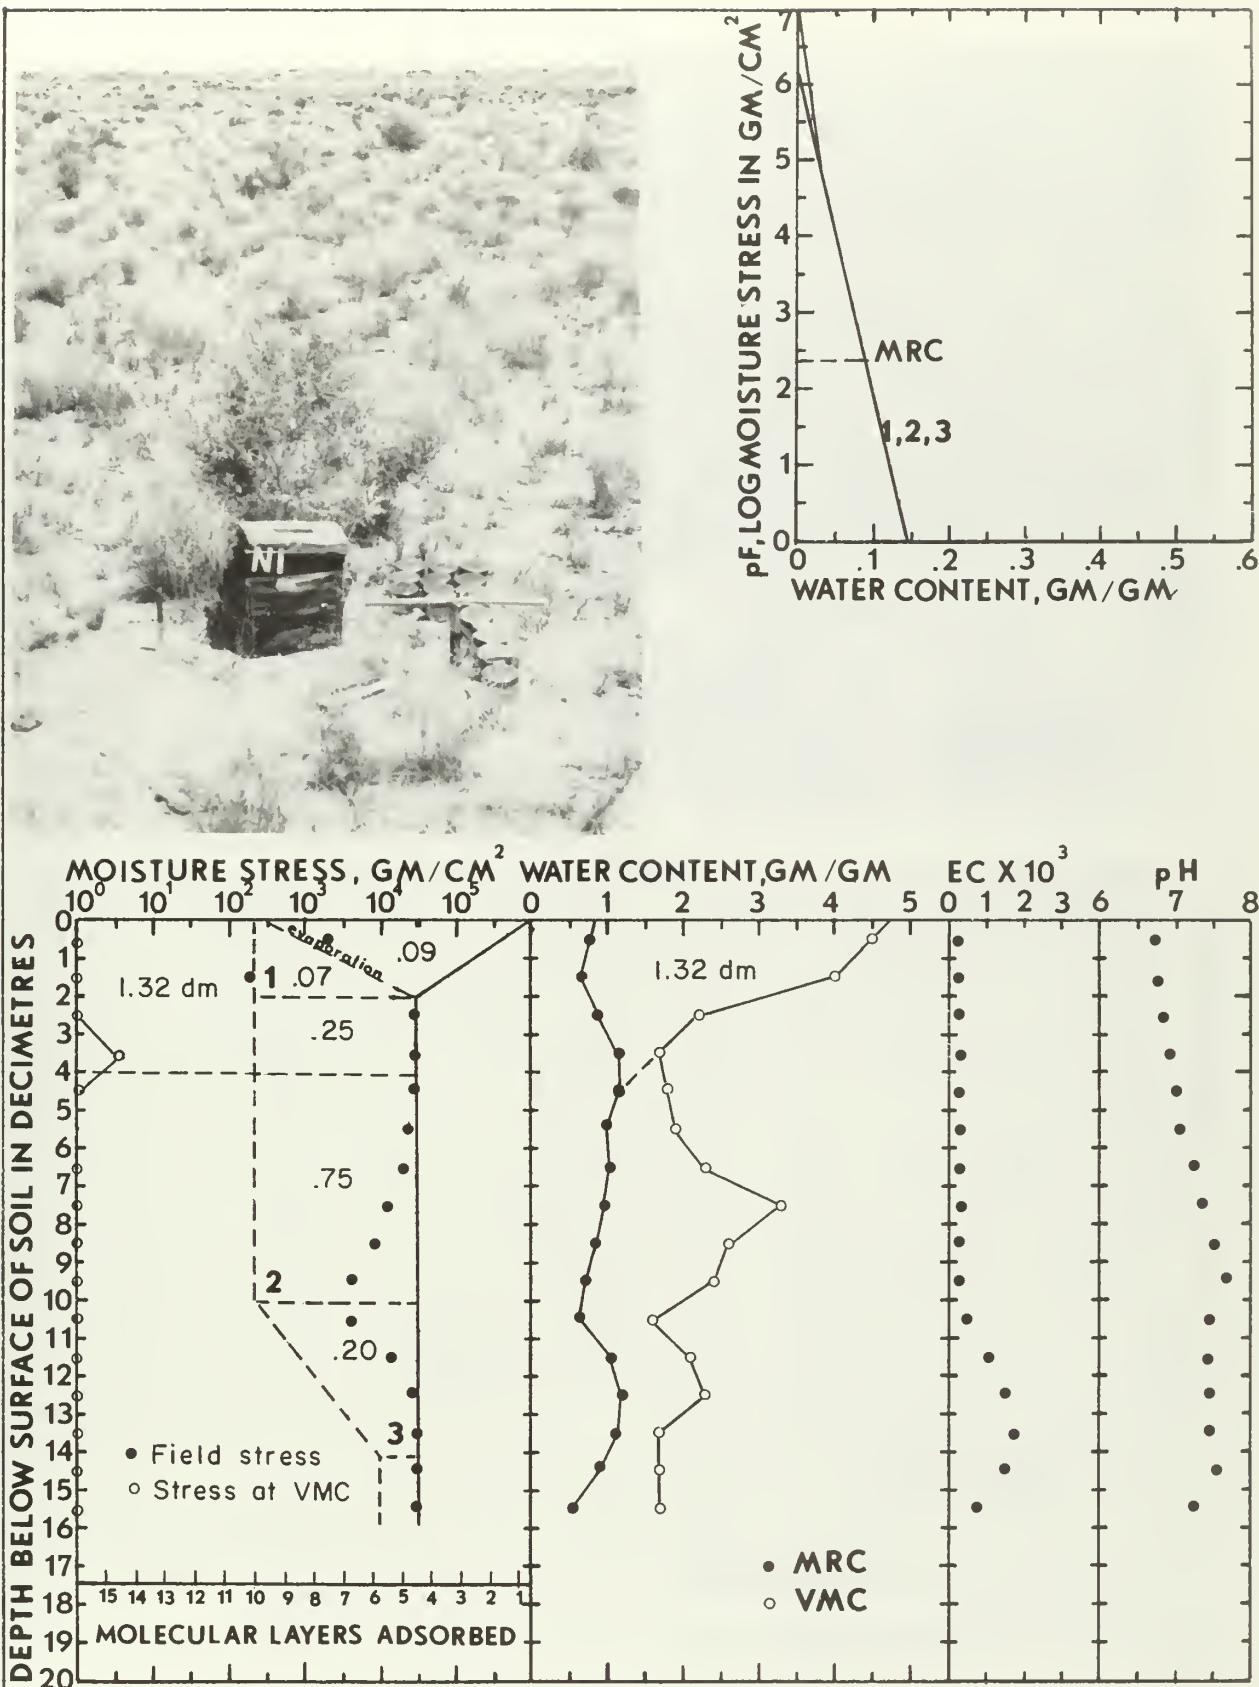 N1
pF, LOG MOISTURE STRESS IN GM/CM²
7
6
5
4
3
2
1
0
MRC
1,2,3
0 .1 .2 .3 .4 .5 .6
WATER CONTENT, GM/GM
MOISTURE STRESS, GM/CM² WATER CONTENT, GM/GM EC X 10³ pH
10⁰ 10¹ 10² 10³ 10⁴ 10⁵ 0 1 2 3 4 5 0 1 2 3 6 7 8
DEPTH BELOW SURFACE OF SOIL IN DECIMETRES
0
1
2
3
4
5
6
7
8
9
10
11
12
13
14
15
16
17
18
19
20
evaporation
.09
1.32 dm
1
.07
.25
.75
2
.20
3
● Field stress
○ Stress at VMC
15 14 13 12 11 10 9 8 7 6 5 4 3 2 1
MOLECULAR LAYERS ADSORBED
1.32 dm
● MRC
○ VMC